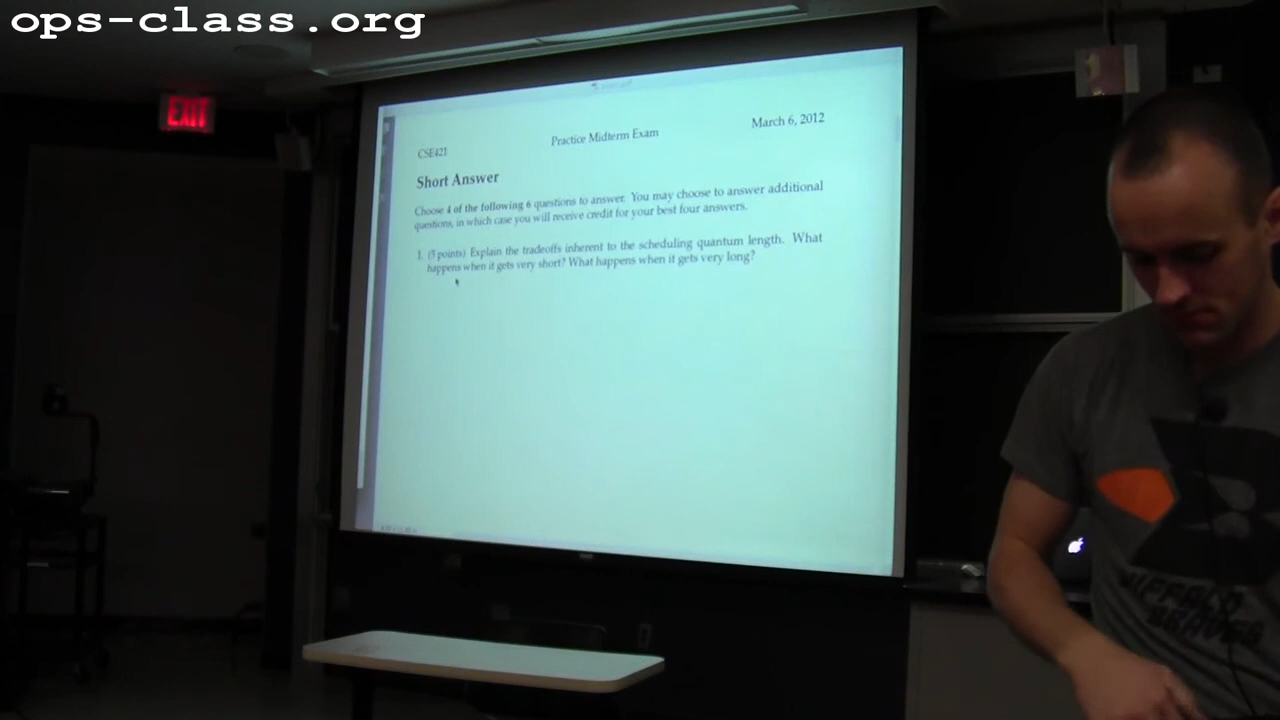 ops-class.org
EXIT
March 6, 2012
Practice Midterm Exam
CSE421
Short Answer
Choose 4 of the following 6 questions to answer. You may choose to answer additional
questions, in which case you will receive credit for your best four answers.
1. (5 points) Explain the tradeoffs inherent to the scheduling quantum length. What
happens when it gets very short? What happens when it gets very long?
BUFFALO
BRAVES